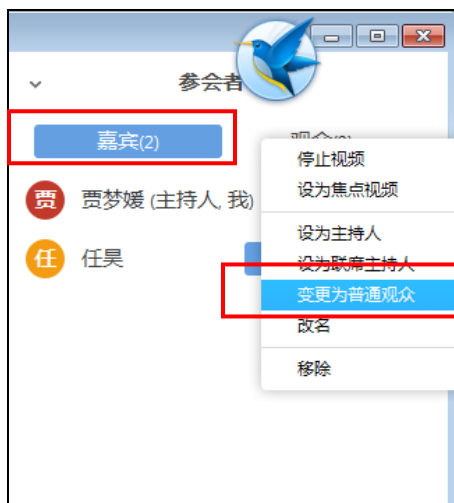 参会者
嘉宾(2)
贾 贾梦媛 (主持人, 我)
任 任昊
停止视频
设为焦点视频
设为主持人
设为联席主持人
变更为普通观众
改名
移除